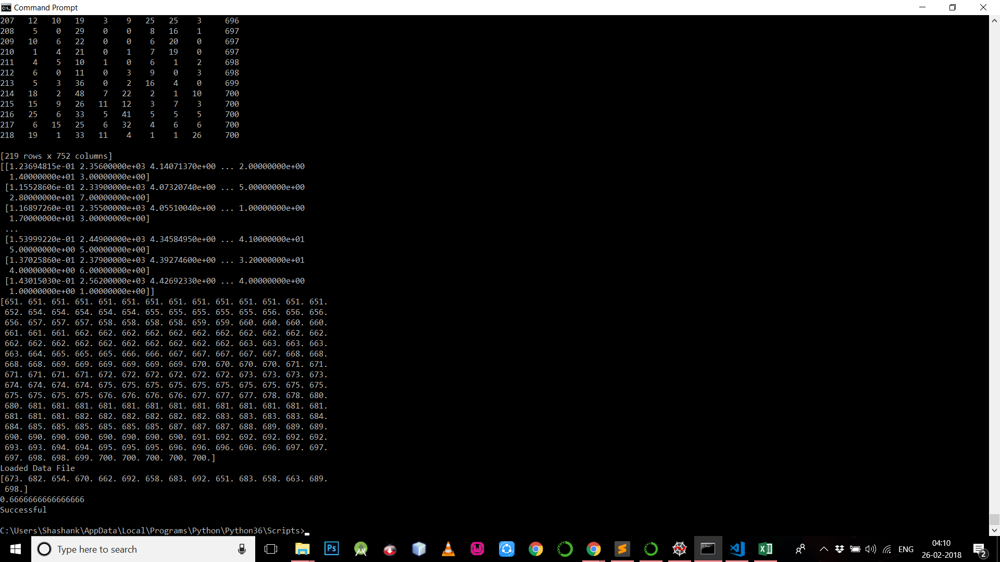 Command Prompt
207 12 10 19 3 9 25 25 3 696
208 5 0 29 0 0 8 16 1 697
209 10 6 22 0 0 6 20 0 697
210 1 4 21 0 1 7 19 0 697
211 4 5 10 1 0 6 1 2 698
212 6 0 11 0 3 9 0 3 698
213 5 3 36 0 2 16 4 0 699
214 18 2 48 7 22 2 1 10 700
215 15 9 26 11 12 3 7 3 700
216 25 6 33 5 41 5 5 5 700
217 6 15 25 6 32 4 6 6 700
218 19 1 33 11 4 1 1 26 700
[219 rows x 752 columns]
[[1.23694815e-01 2.35600000e+03 4.14071370e+00 ... 2.00000000e+00
1.40000000e+01 3.00000000e+00]
[1.15528606e-01 2.33900000e+03 4.07320740e+00 ... 5.00000000e+00
2.80000000e+01 7.00000000e+00]
[1.16897260e-01 2.35500000e+03 4.05510040e+00 ... 1.00000000e+00
1.70000000e+01 3.00000000e+00]
...
[1.53999220e-01 2.44900000e+03 4.34584950e+00 ... 4.10000000e+01
5.00000000e+00 5.00000000e+00]
[1.37025860e-01 2.37900000e+03 4.39274600e+00 ... 3.20000000e+01
4.00000000e+00 6.00000000e+00]
[1.43015030e-01 2.56200000e+03 4.42692330e+00 ... 4.00000000e+00
1.00000000e+00 1.00000000e+00]]
[651. 651. 651. 651. 651. 651. 651. 651. 651. 651. 651. 651. 651. 651.
652. 654. 654. 654. 654. 654. 655. 655. 655. 655. 655. 656. 656. 656.
656. 657. 657. 657. 658. 658. 658. 658. 659. 659. 660. 660. 660. 660.
661. 661. 661. 662. 662. 662. 662. 662. 662. 662. 662. 662. 662. 662.
662. 662. 662. 662. 662. 662. 662. 662. 662. 662. 663. 663. 663. 663.
663. 664. 665. 665. 665. 666. 666. 667. 667. 667. 667. 667. 668. 668.
668. 668. 669. 669. 669. 669. 669. 669. 670. 670. 670. 670. 671. 671.
671. 671. 671. 671. 672. 672. 672. 672. 672. 672. 673. 673. 673. 673.
674. 674. 674. 674. 675. 675. 675. 675. 675. 675. 675. 675. 675. 675.
675. 675. 675. 675. 676. 676. 676. 676. 677. 677. 677. 678. 678. 680.
680. 681. 681. 681. 681. 681. 681. 681. 681. 681. 681. 681. 681. 681.
681. 681. 681. 682. 682. 682. 682. 682. 682. 683. 683. 683. 683. 684.
684. 685. 685. 685. 685. 685. 685. 687. 687. 687. 688. 689. 689. 689.
690. 690. 690. 690. 690. 690. 690. 690. 691. 692. 692. 692. 692. 692.
693. 693. 694. 694. 695. 695. 695. 696. 696. 696. 696. 696. 697. 697.
697. 698. 698. 699. 700. 700. 700. 700. 700.]
Loaded Data File
[673. 682. 654. 670. 662. 692. 658. 683. 692. 651. 683. 658. 663. 689.
698.]
0.6666666666666666
Successful
C:\Users\Shashank\AppData\Local\Programs\Python\Python36\Scripts>
Type here to search
ENG
04:10
26-02-2018
2